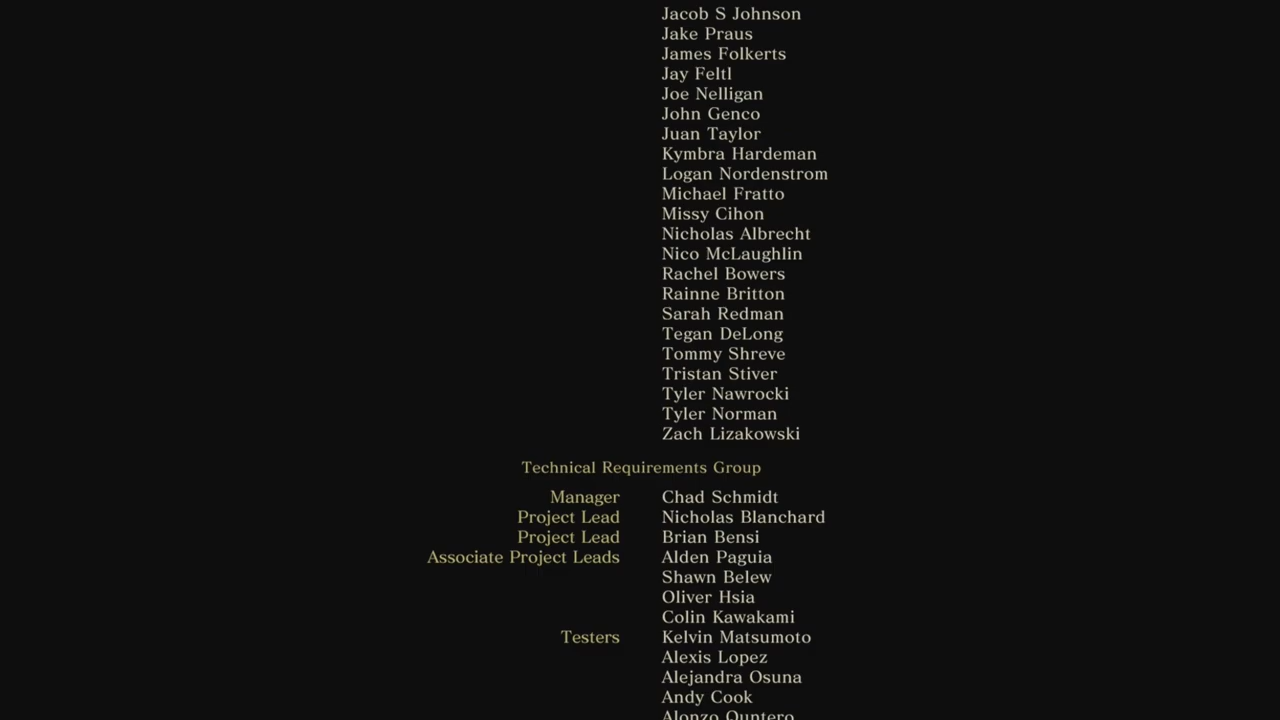 Jacob S Johnson
Jake Praus
James Folkerts
Jay Feltl
Joe Nelligan
John Genco
Juan Taylor
Kymbra Hardeman
Logan Nordenstrom
Michael Fratto
Missy Cihon
Nicholas Albrecht
Nico McLaughlin
Rachel Bowers
Rainne Britton
Sarah Redman
Tegan DeLong
Tommy Shreve
Tristan Stiver
Tyler Nawrocki
Tyler Norman
Zach Lizakowski
Technical Requirements Group
Manager Chad Schmidt
Project Lead Nicholas Blanchard
Project Lead Brian Bensi
Associate Project Leads Alden Paguia
Shawn Belew
Oliver Hsia
Colin Kawakami
Testers Kelvin Matsumoto
Alexis Lopez
Alejandra Osuna
Andy Cook
Alonzo Quntero